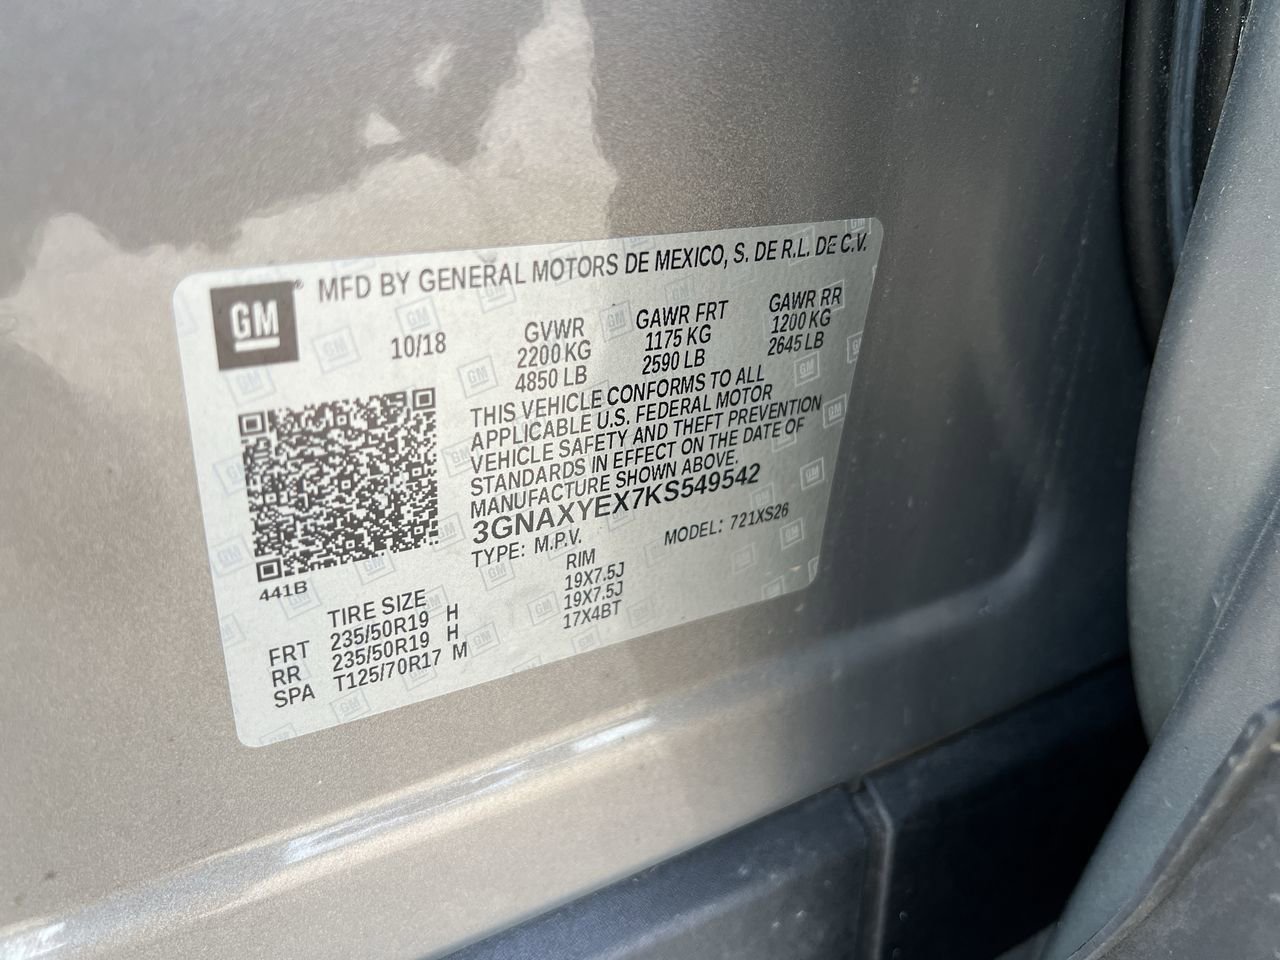 GM® MFD BY GENERAL MOTORS DE MEXICO, S. DE R.L. DE C.V.
10/18
GVWR GAWR FRT GAWR RR
2200 KG 1175 KG 1200 KG
4850 LB 2590 LB 2645 LB
THIS VEHICLE CONFORMS TO ALL
APPLICABLE U.S. FEDERAL MOTOR
VEHICLE SAFETY AND THEFT PREVENTION
STANDARDS IN EFFECT ON THE DATE OF
MANUFACTURE SHOWN ABOVE.
3GNAXYEX7KS549542
TYPE: M.P.V. MODEL: 721XS26
441B
TIRE SIZE RIM
FRT 235/50R19 H 19X7.5J
RR 235/50R19 H 19X7.5J
SPA T125/70R17 M 17X4BT